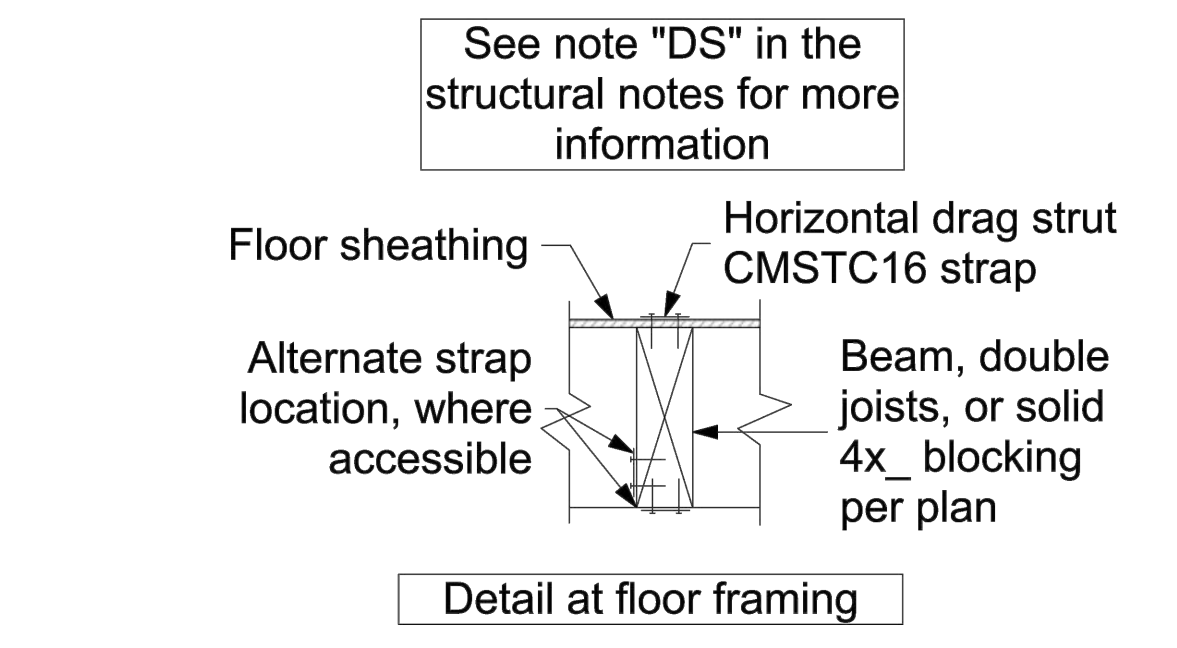 See note "DS" in the
structural notes for more
information
Floor sheathing
Horizontal drag strut
CMSTC16 strap
Alternate strap
location, where
accessible
Beam, double
joists, or solid
4x_ blocking
per plan
Detail at floor framing